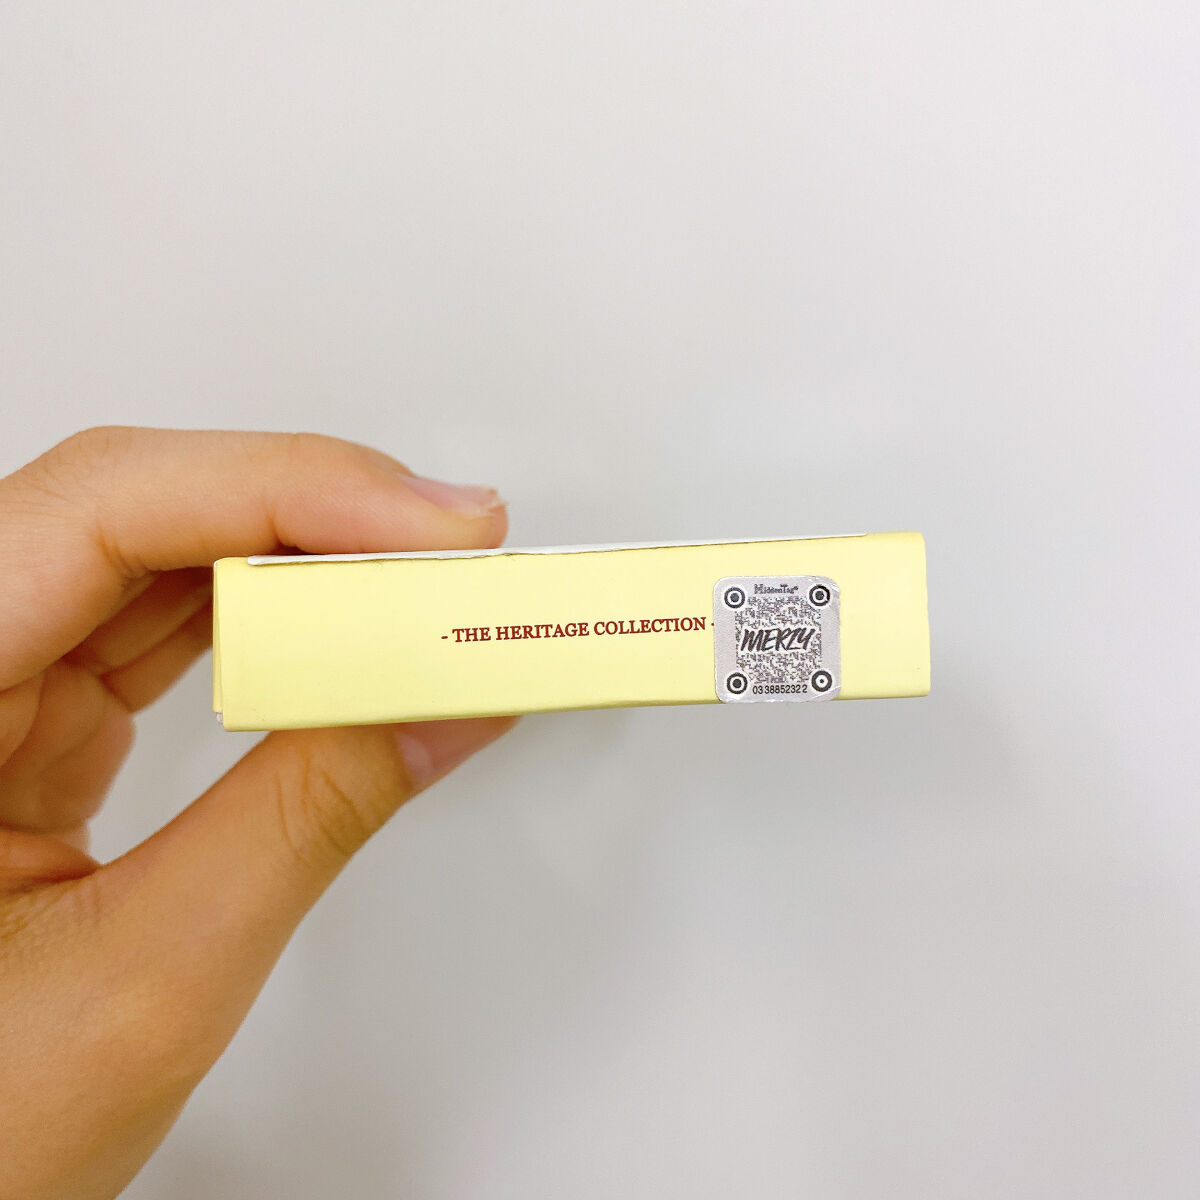 - THE HERITAGE COLLECTION -
HiddenTag®
MERZY
0338852322